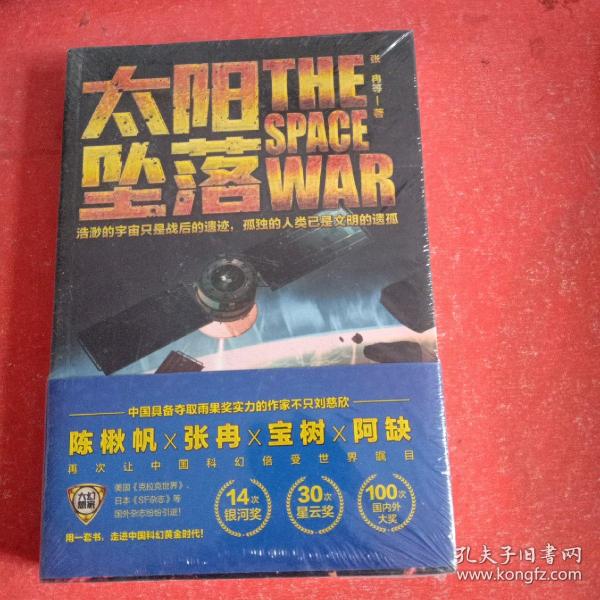 太阳
坠落
THE
SPACE
WAR
张冉等一著
浩渺的宇宙只是战后的遗迹，孤独的人类已是文明的遗孤
中国具备夺取雨果奖实力的作家不只刘慈欣
陈楸帆×张冉×宝树×阿缺
再次让中国科幻倍受世界瞩目
美国《克拉克世界》、
日本《SF杂志》等
国外杂志纷纷引进！
用一套书，走进中国科幻黄金时代！
14次
银河奖
30次
星云奖
100次
国内外
大奖
孔夫子旧书网
www.kongfz.com